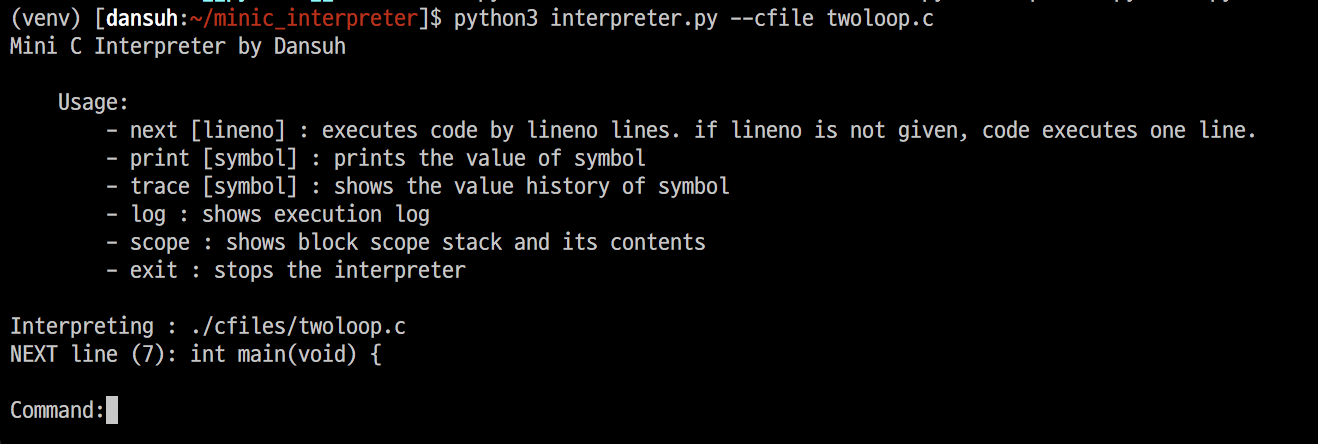 (venv) [dansuh:~/minic_interpreter]$ python3 interpreter.py --cfile twoloop.c
Mini C Interpreter by Dansuh
Usage:
- next [lineno] : executes code by lineno lines. if lineno is not given, code executes one line.
- print [symbol] : prints the value of symbol
- trace [symbol] : shows the value history of symbol
- log : shows execution log
- scope : shows block scope stack and its contents
- exit : stops the interpreter
Interpreting : ./cfiles/twoloop.c
NEXT line (7): int main(void) {
Command: